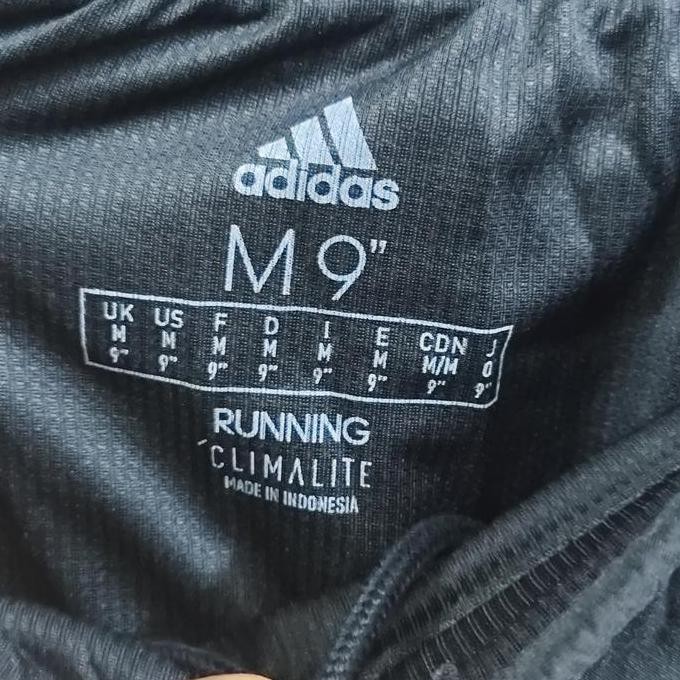 adidas
M 9"
UK US F D I E CDN J
M M M M M M M/M O
9" 9" 9" 9" 9" 9" 9" 9"
RUNNING
CLIMALITE
MADE IN INDONESIA